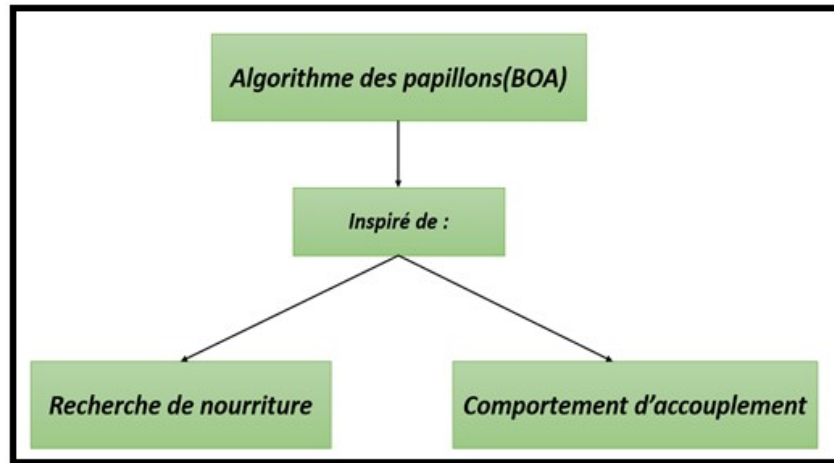 Algorithme des papillons(BOA)
Inspiré de :
Recherche de nourriture
Comportement d’accouplement